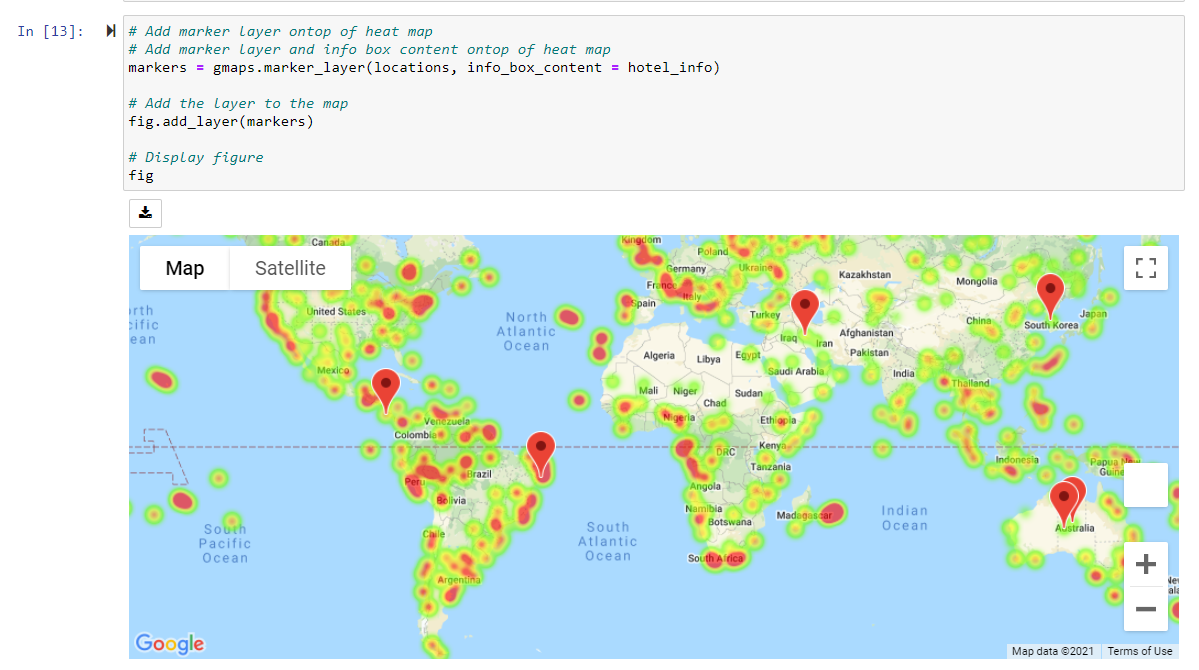 In [13]:
# Add marker layer ontop of heat map
# Add marker layer and info box content ontop of heat map
markers = gmaps.marker_layer(locations, info_box_content = hotel_info)
# Add the layer to the map
fig.add_layer(markers)
# Display figure
fig
Map
Satellite
Canada
Kingdom
Poland
Germany
Ukraine
Kazakhstan
Mongolia
France
Italy
Spain
orth
cific
ean
United States
North
Atlantic
Ocean
Turkey
China
Japan
South Korea
Iraq
Iran
Afghanistan
Pakistan
Algeria
Libya
Egypt
Saudi Arabia
India
Mexico
Thailand
Mali
Niger
Chad
Sudan
Nigeria
Ethiopia
Venezuela
Colombia
DRC
Kenya
Indonesia
Papua New
Guine
Tanzania
Peru
Brazil
Angola
Bolivia
Namibia
Botswana
Madagascar
Indian
Ocean
South
Pacific
Ocean
Chile
South
Atlantic
Ocean
Australia
South Africa
Argentina
New
Google
Map data ©2021
Terms of Use